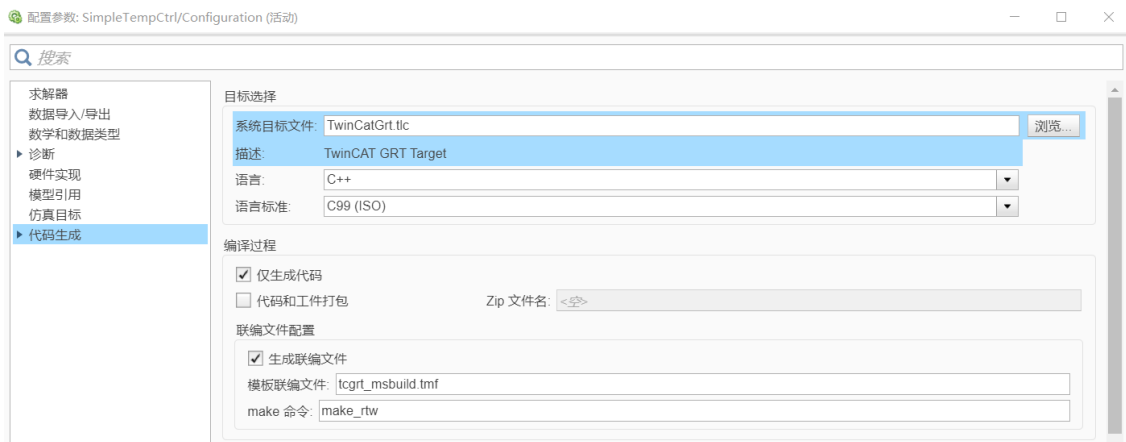 配置参数: SimpleTempCtrl/Configuration (活动)
搜索
求解器
数据导入/导出
数学和数据类型
诊断
硬件实现
模型引用
仿真目标
代码生成
目标选择
系统目标文件: TwinCatGrt.tlc 浏览...
描述: TwinCAT GRT Target
语言: C++
语言标准: C99 (ISO)
编译过程
仅生成代码
代码和工件打包 Zip 文件名: <空>
联编文件配置
生成联编文件
模板联编文件: tcgrt_msbuild.tmf
make 命令: make_rtw